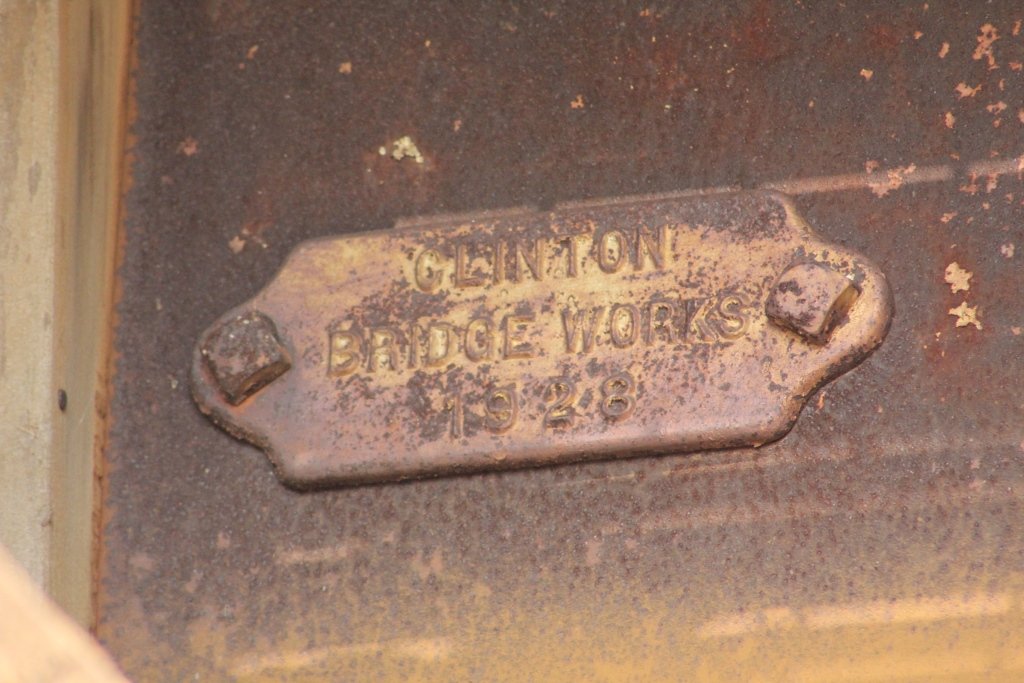 CLINTON
BRIDGE WORKS
1928